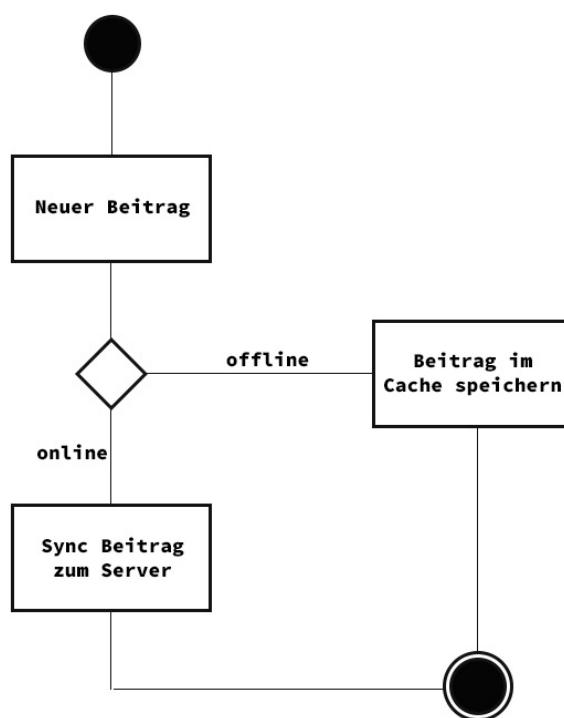 Neuer Beitrag
offline
Beitrag im
Cache speichern
online
Sync Beitrag
zum Server